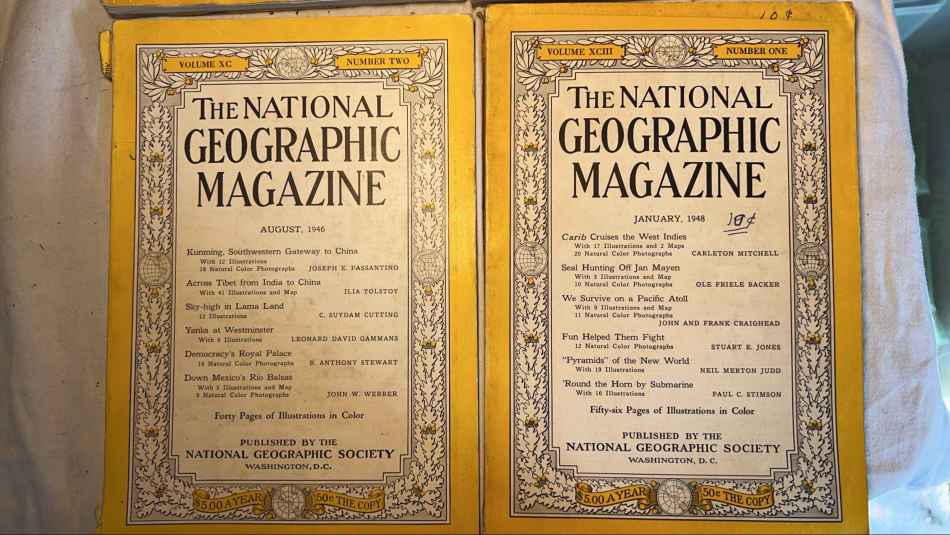 VOLUME XC
NUMBER TWO
THE NATIONAL
GEOGRAPHIC
MAGAZINE
AUGUST, 1946
Kunming, Southwestern Gateway to China
With 12 Illustrations
18 Natural Color Photographs JOSEPH E. PASSANTINO
Across Tibet from India to China
With 41 Illustrations and Map ILIA TOLSTOY
Sky-high in Lama Land
12 Illustrations C. SUYDAM CUTTING
Yanks at Westminster
With 6 Illustrations LEONARD DAVID GAMMANS
Democracy's Royal Palace
14 Natural Color Photographs B. ANTHONY STEWART
Down Mexico's Rio Balsas
With 5 Illustrations and Map
9 Natural Color Photographs JOHN W. WEBBER
Forty Pages of Illustrations in Color
PUBLISHED BY THE
NATIONAL GEOGRAPHIC SOCIETY
WASHINGTON, D.C.
$5.00 A YEAR
50¢ THE COPY
10¢
VOLUME XCIII
NUMBER ONE
THE NATIONAL
GEOGRAPHIC
MAGAZINE
JANUARY, 1948
10¢
Carib Cruises the West Indies
With 17 Illustrations and 2 Maps
20 Natural Color Photographs CARLETON MITCHELL
Seal Hunting Off Jan Mayen
With 8 Illustrations and Map
10 Natural Color Photographs OLE FRIELE BACKER
We Survive on a Pacific Atoll
With 9 Illustrations and Map
11 Natural Color Photographs
JOHN AND FRANK CRAIGHEAD
Fun Helped Them Fight
12 Natural Color Photographs STUART E. JONES
"Pyramids" of the New World
With 19 Illustrations NEIL MERTON JUDD
'Round the Horn by Submarine
With 16 Illustrations PAUL C. STIMSON
Fifty-six Pages of Illustrations in Color
PUBLISHED BY THE
NATIONAL GEOGRAPHIC SOCIETY
WASHINGTON, D. C.
$5.00 A YEAR
50¢ THE COPY